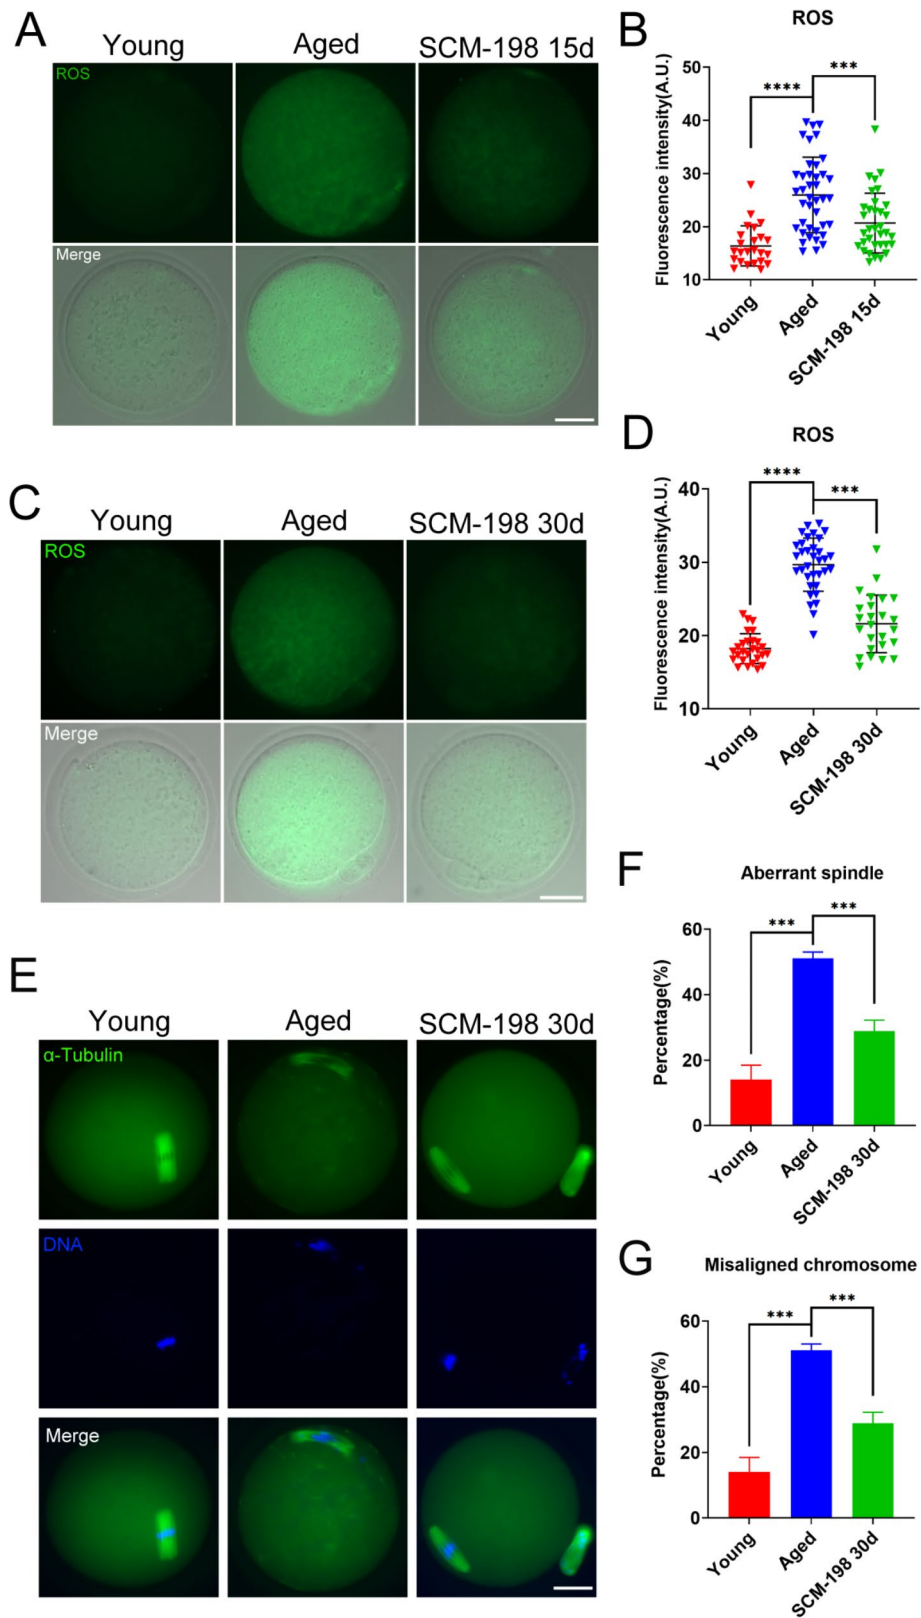 A
Young
Aged
SCM-198 15d
ROS
Merge
B
ROS
Fluorescence intensity(A.U.)
50
40
30
20
10
****
***
Young
Aged
SCM-198 15d
C
Young
Aged
SCM-198 30d
ROS
Merge
D
ROS
Fluorescence intensity(A.U.)
40
30
20
10
****
***
Young
Aged
SCM-198 30d
E
Young
Aged
SCM-198 30d
α-Tubulin
DNA
Merge
F
Aberrant spindle
Percentage(%)
60
40
20
0
***
***
Young
Aged
SCM-198 30d
G
Misaligned chromosome
Percentage(%)
60
40
20
0
***
***
Young
Aged
SCM-198 30d